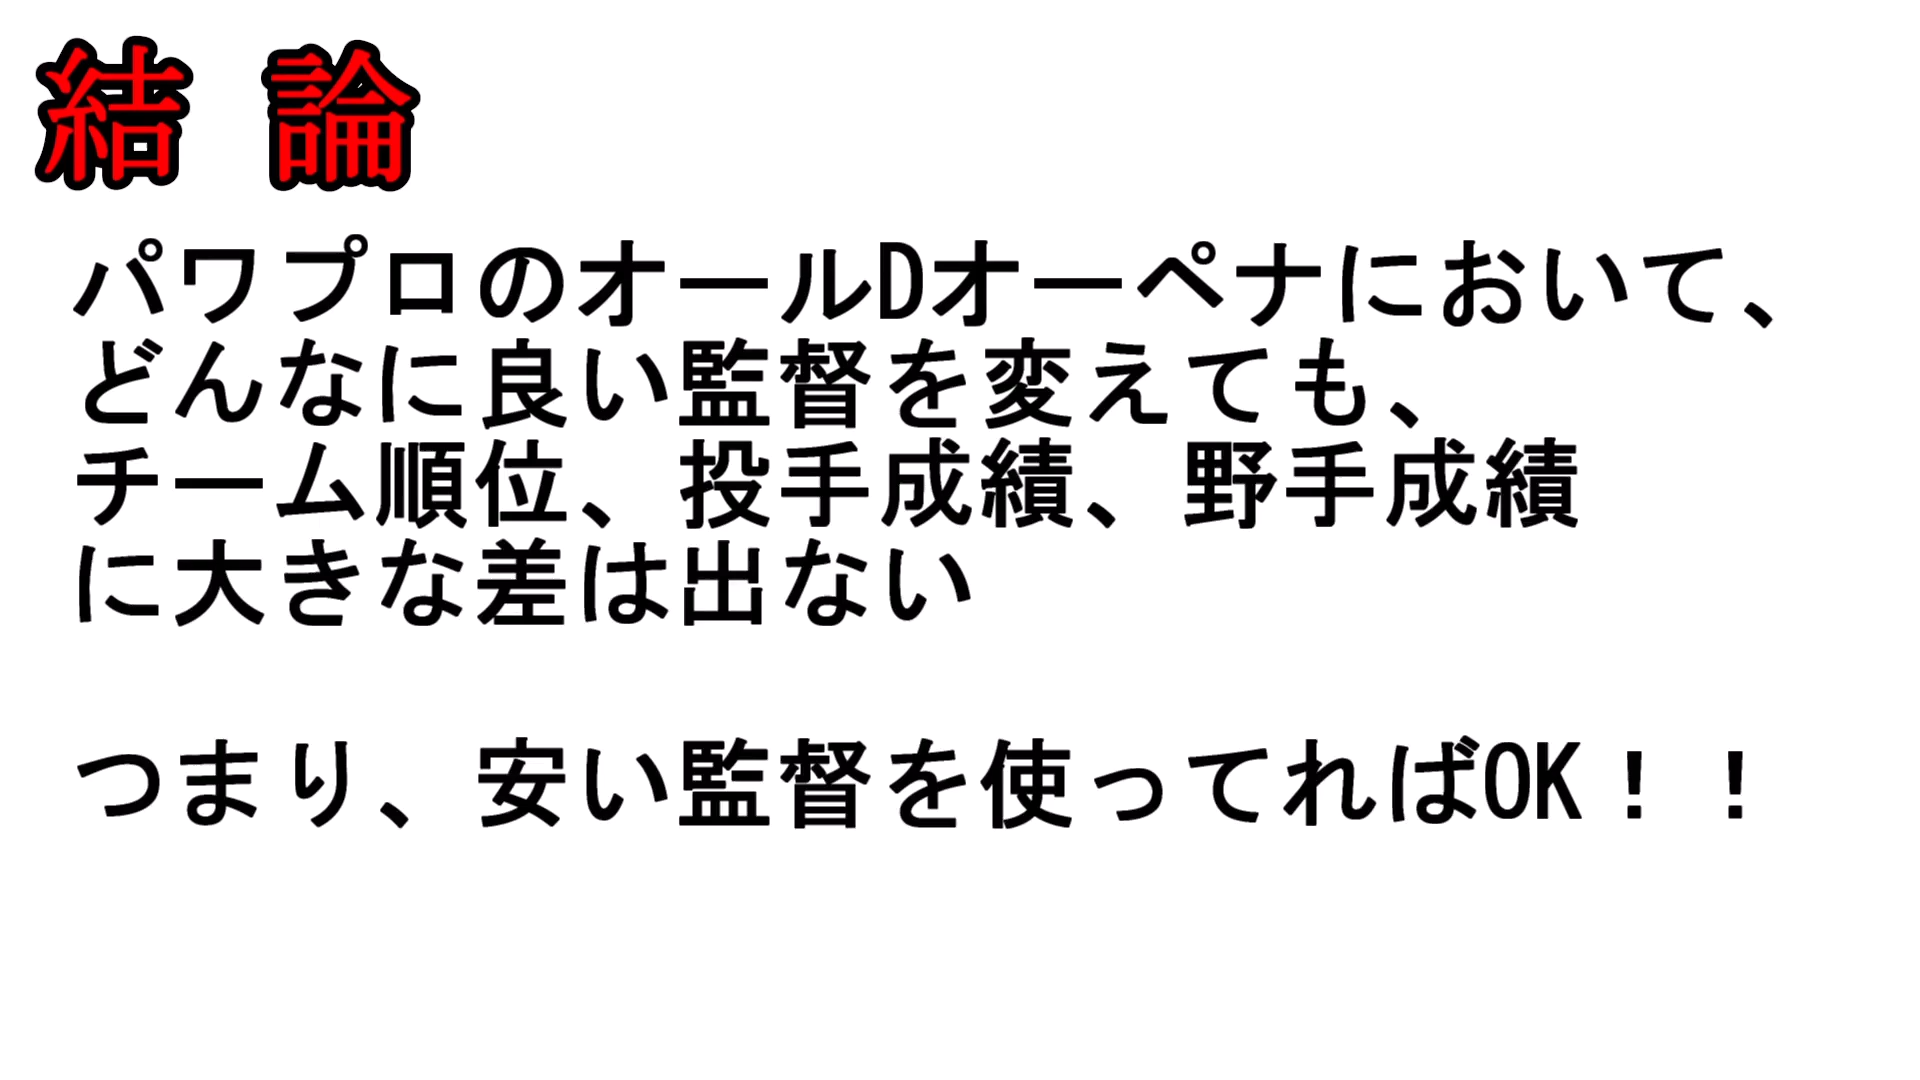 結　論
パワプロのオールDオーペナにおいて、
どんなに良い監督を変えても、
チーム順位、投手成績、野手成績
に大きな差は出ない
つまり、安い監督を使ってればOK！！